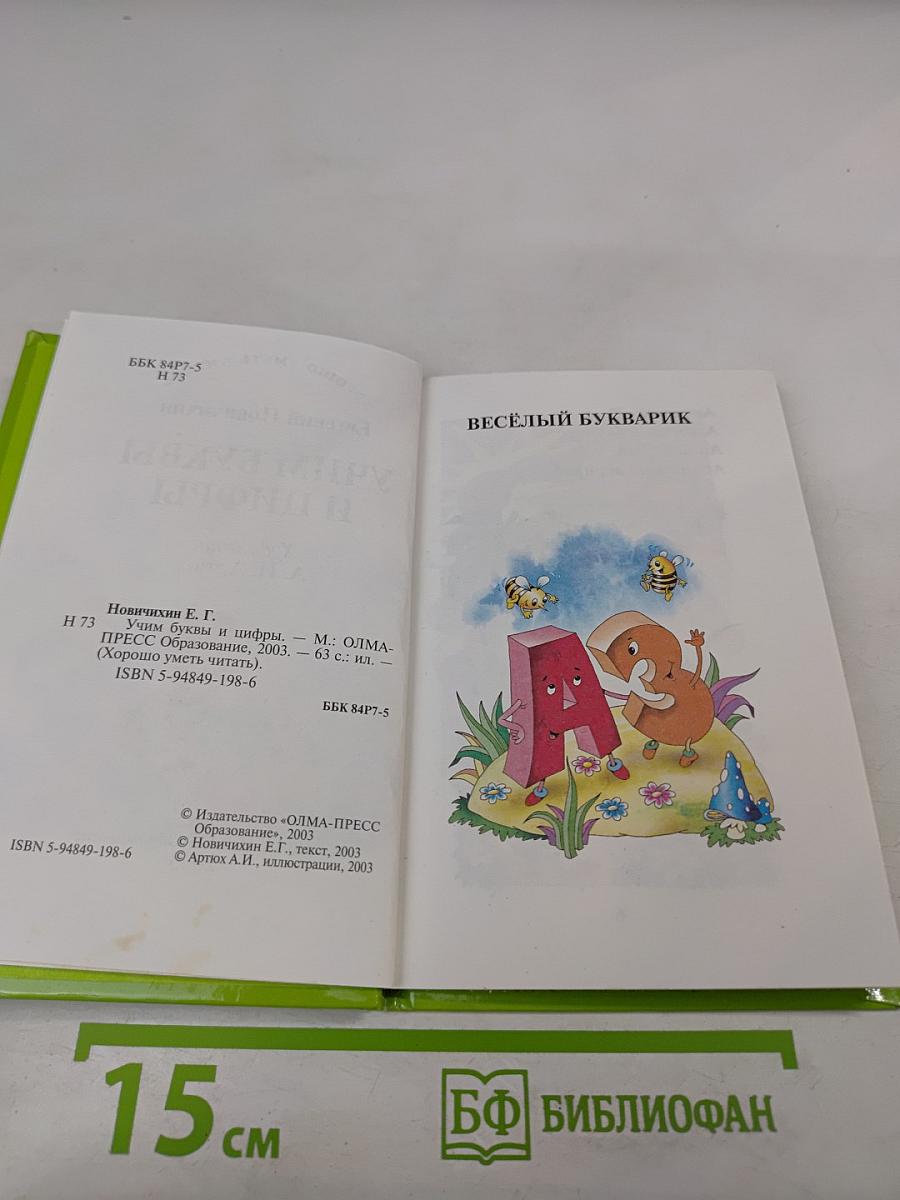 ББК 84Р7-5
Н 73
Новичихин Е. Г.
Н 73 Учим буквы и цифры. — М.: ОЛМА-
ПРЕСС Образование, 2003. — 63 с.: ил. —
(Хорошо уметь читать).
ISBN 5-94849-198-6
ББК 84Р7-5
© Издательство «ОЛМА-ПРЕСС
Образование», 2003
© Новичихин Е.Г., текст, 2003
© Артюх А.И., иллюстрации, 2003
ISBN 5-94849-198-6
ВЕСЁЛЫЙ БУКВАРИК
А
15 см
БФ БИБЛИОФАН